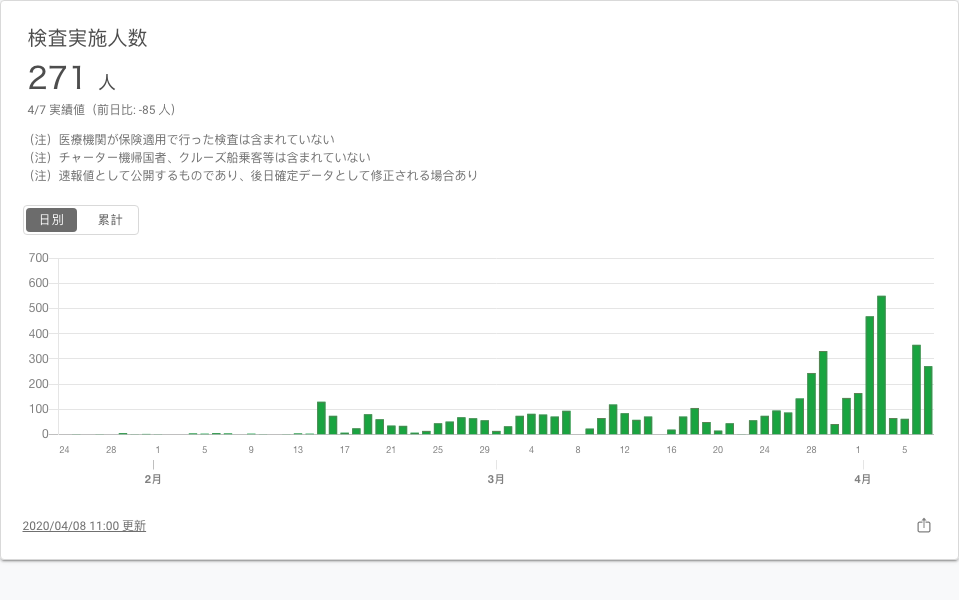 検査実施人数
271 人
4/7 実績値（前日比: -85 人）
（注）医療機関が保険適用で行った検査は含まれていない
（注）チャーター機帰国者、クルーズ船乗客等は含まれていない
（注）速報値として公開するものであり、後日確定データとして修正される場合あり
日別 累計
700
600
500
400
300
200
100
0
24 28 1 5 9 13 17 21 25 29 4 8 12 16 20 24 28 1 5
2月 3月 4月
2020/04/08 11:00 更新